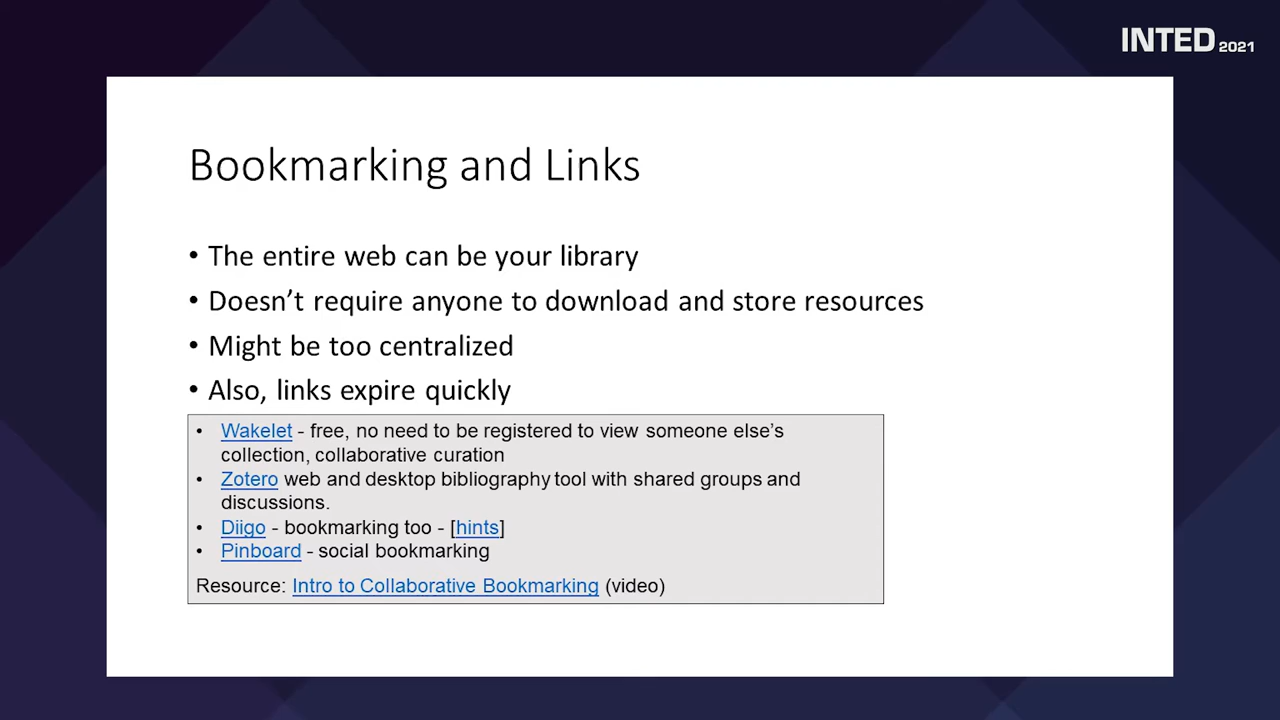 INTED 2021
Bookmarking and Links
• The entire web can be your library
• Doesn’t require anyone to download and store resources
• Might be too centralized
• Also, links expire quickly
• Wakelet - free, no need to be registered to view someone else’s
collection, collaborative curation
• Zotero web and desktop bibliography tool with shared groups and
discussions.
• Diigo - bookmarking too - [hints]
• Pinboard - social bookmarking
Resource: Intro to Collaborative Bookmarking (video)